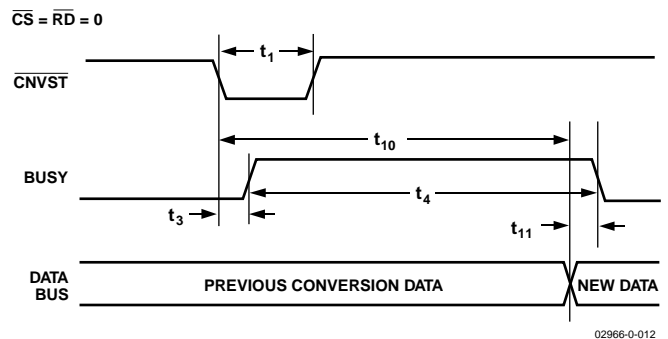 CS = RD = 0
t1
CNVST
t10
BUSY
t4
t3
t11
DATA
BUS
PREVIOUS CONVERSION DATA
NEW DATA
02966-0-012